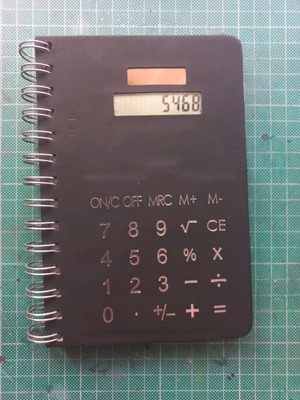 5468
ON/C OFF MRC M+ M-
7 8 9 √ CE
4 5 6 % X
1 2 3 − ÷
0 . +/− + =